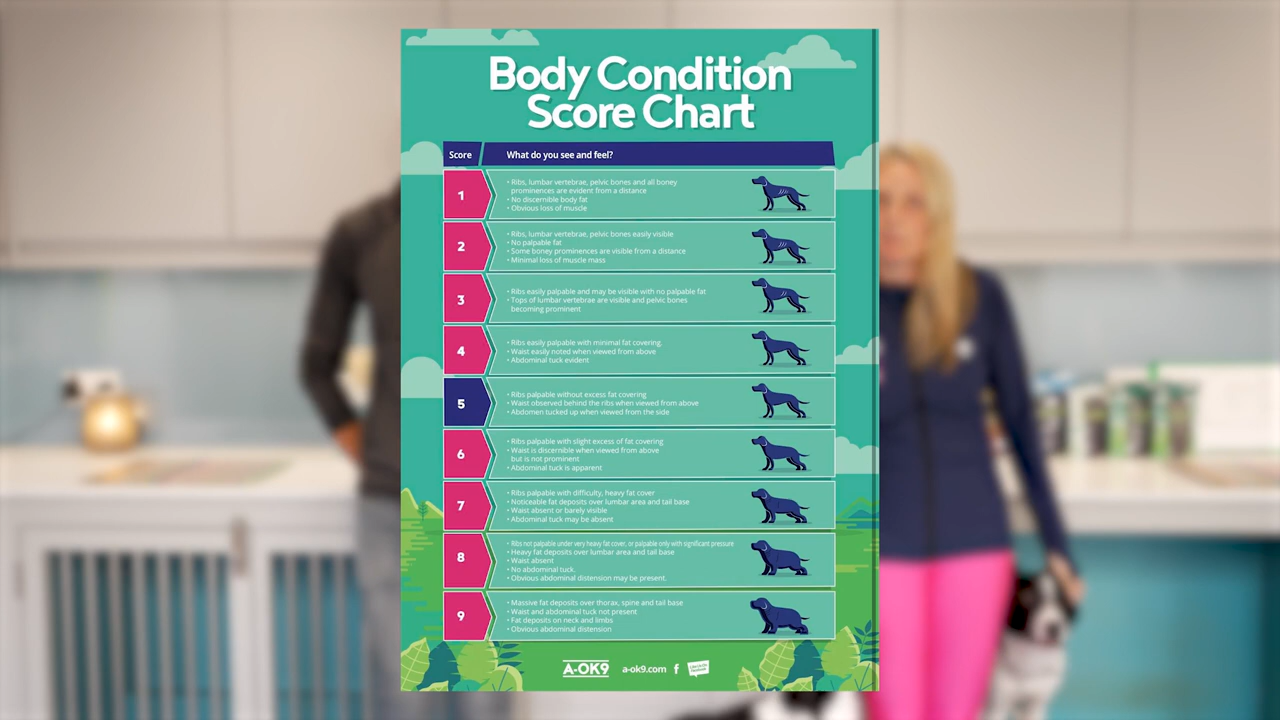 Body Condition
Score Chart
Score What do you see and feel?
1
• Ribs, lumbar vertebrae, pelvic bones and all boney
prominences are evident from a distance
• No discernible body fat
• Obvious loss of muscle
2
• Ribs, lumbar vertebrae, pelvic bones easily visible
• No palpable fat
• Some boney prominences are visible from a distance
• Minimal loss of muscle mass
3
• Ribs easily palpable and may be visible with no palpable fat
• Tops of lumbar vertebrae are visible and pelvic bones
becoming prominent
4
• Ribs easily palpable with minimal fat covering.
• Waist easily noted when viewed from above
• Abdominal tuck evident
5
• Ribs palpable without excess fat covering
• Waist observed behind the ribs when viewed from above
• Abdomen tucked up when viewed from the side
6
• Ribs palpable with slight excess of fat covering
• Waist is discernible when viewed from above
but is not prominent
• Abdominal tuck is apparent
7
• Ribs palpable with difficulty, heavy fat cover
• Noticeable fat deposits over lumbar area and tail base
• Waist absent or barely visible
• Abdominal tuck may be absent
8
• Ribs not palpable under very heavy fat cover, or palpable only with significant pressure
• Heavy fat deposits over lumbar area and tail base
• Waist absent
• No abdominal tuck.
• Obvious abdominal distension may be present.
9
• Massive fat deposits over thorax, spine and tail base
• Waist and abdominal tuck not present
• Fat deposits on neck and limbs
• Obvious abdominal distension
A-OK9 a-ok9.com f